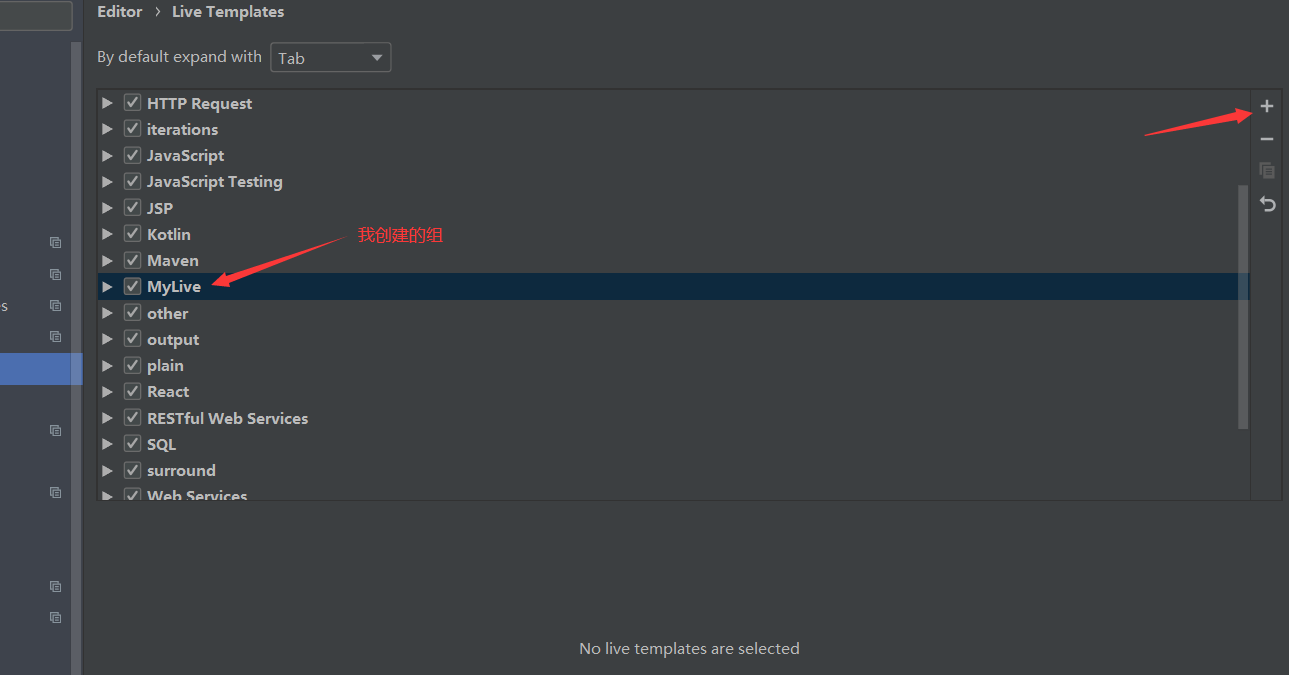 Editor › Live Templates
By default expand with Tab
HTTP Request
iterations
JavaScript
JavaScript Testing
JSP
Kotlin
我创建的组
Maven
MyLive
other
s
output
plain
React
RESTful Web Services
SQL
surround
Web Services
No live templates are selected